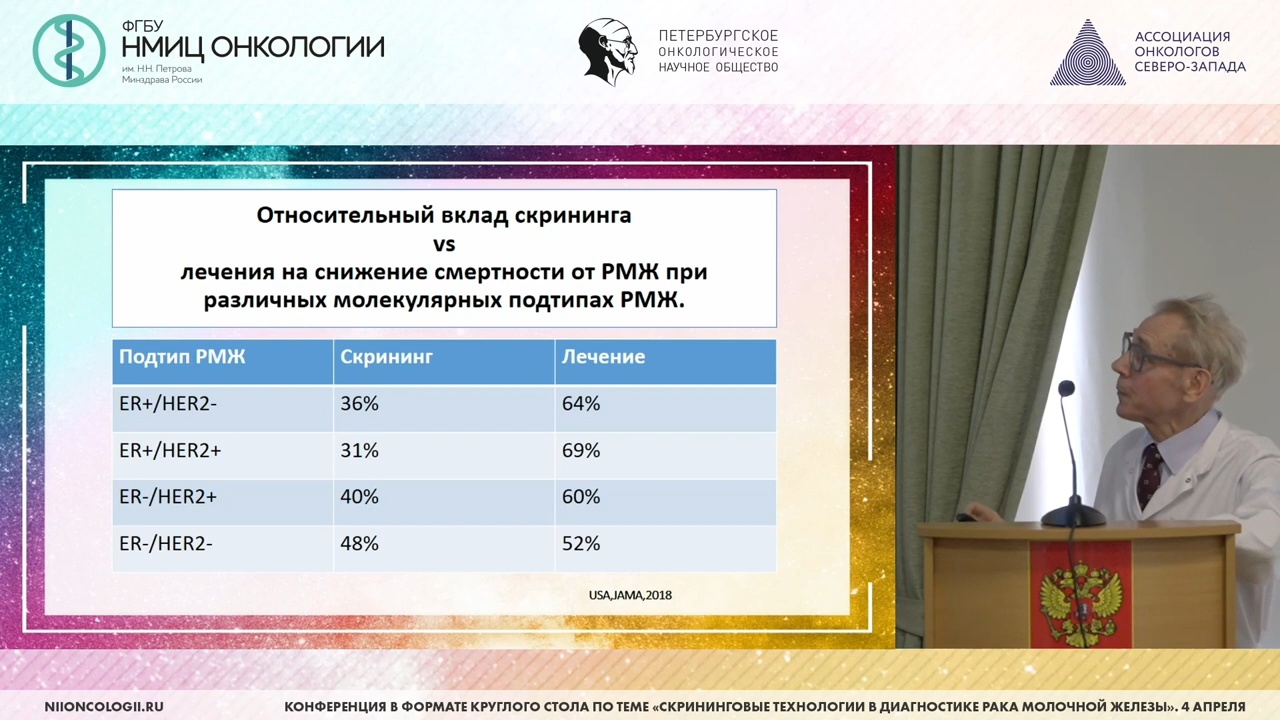 ФГБУ
НМИЦ ОНКОЛОГИИ
им. Н.Н. Петрова
Минздрава России
ПЕТЕРБУРГСКОЕ
ОНКОЛОГИЧЕСКОЕ
НАУЧНОЕ ОБЩЕСТВО
АССОЦИАЦИЯ
ОНКОЛОГОВ
СЕВЕРО-ЗАПАДА
Относительный вклад скрининга
vs
лечения на снижение смертности от РМЖ при
различных молекулярных подтипах РМЖ.
Подтип РМЖ Скрининг Лечение
ER+/HER2- 36% 64%
ER+/HER2+ 31% 69%
ER-/HER2+ 40% 60%
ER-/HER2- 48% 52%
USA,JAMA,2018
NIIONCOLOGII.RU
КОНФЕРЕНЦИЯ В ФОРМАТЕ КРУГЛОГО СТОЛА ПО ТЕМЕ «СКРИНИНГОВЫЕ ТЕХНОЛОГИИ В ДИАГНОСТИКЕ РАКА МОЛОЧНОЙ ЖЕЛЕЗЫ». 4 АПРЕЛЯ